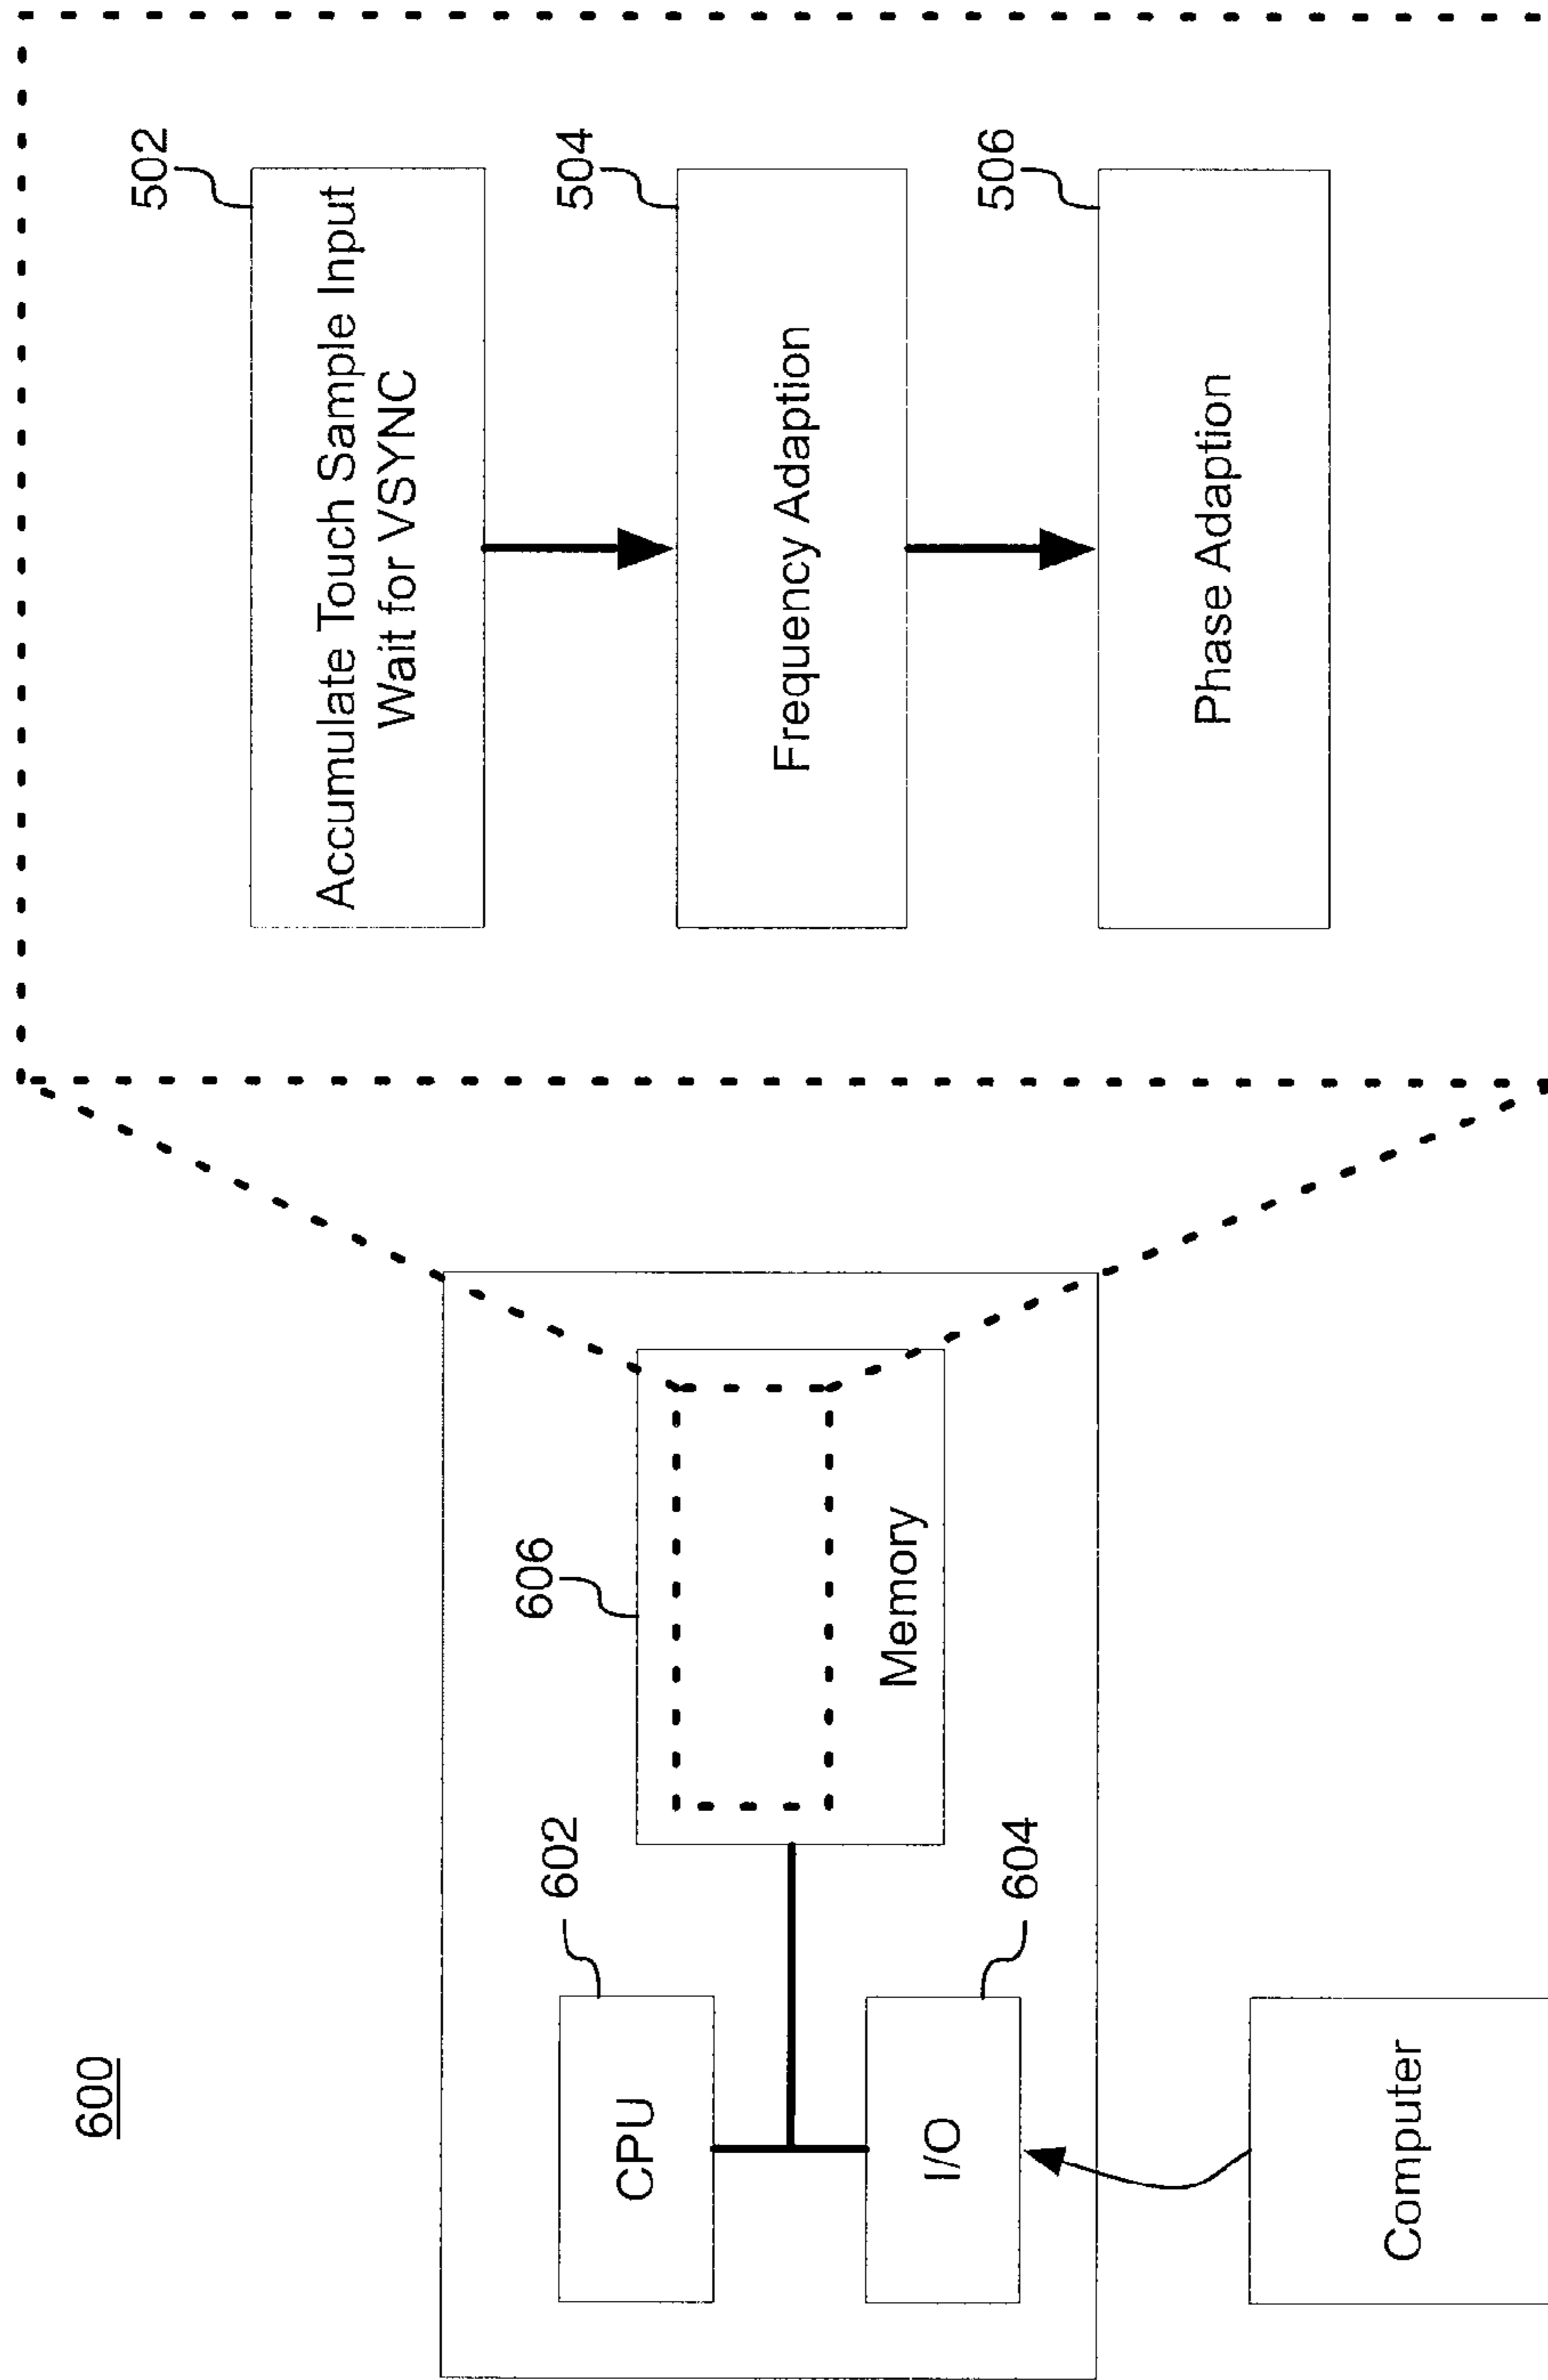 600
CPU
602
I/O
604
606
Memory
Computer
502
Accumulate Touch Sample Input
Wait for VSYNC
504
Frequency Adaption
506
Phase Adaption